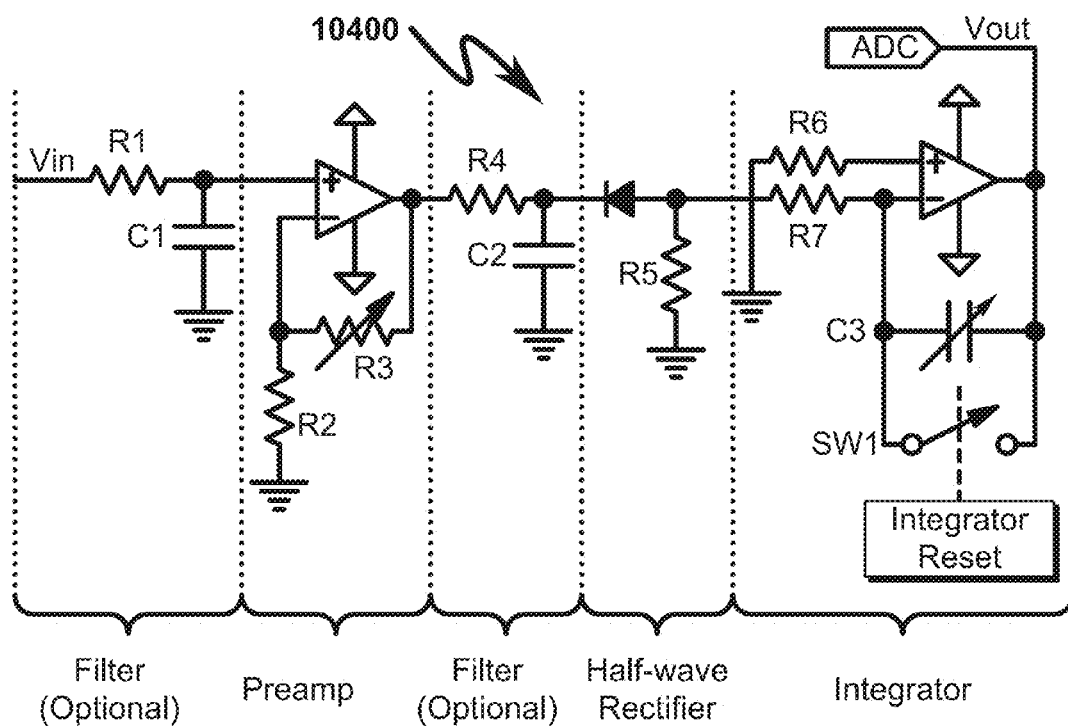 10400
ADC
Vout
Vin
R1
C1
R2
R3
R4
C2
R5
R6
R7
C3
SW1
Integrator
Reset
Filter
(Optional)
Preamp
Filter
(Optional)
Half-wave
Rectifier
Integrator